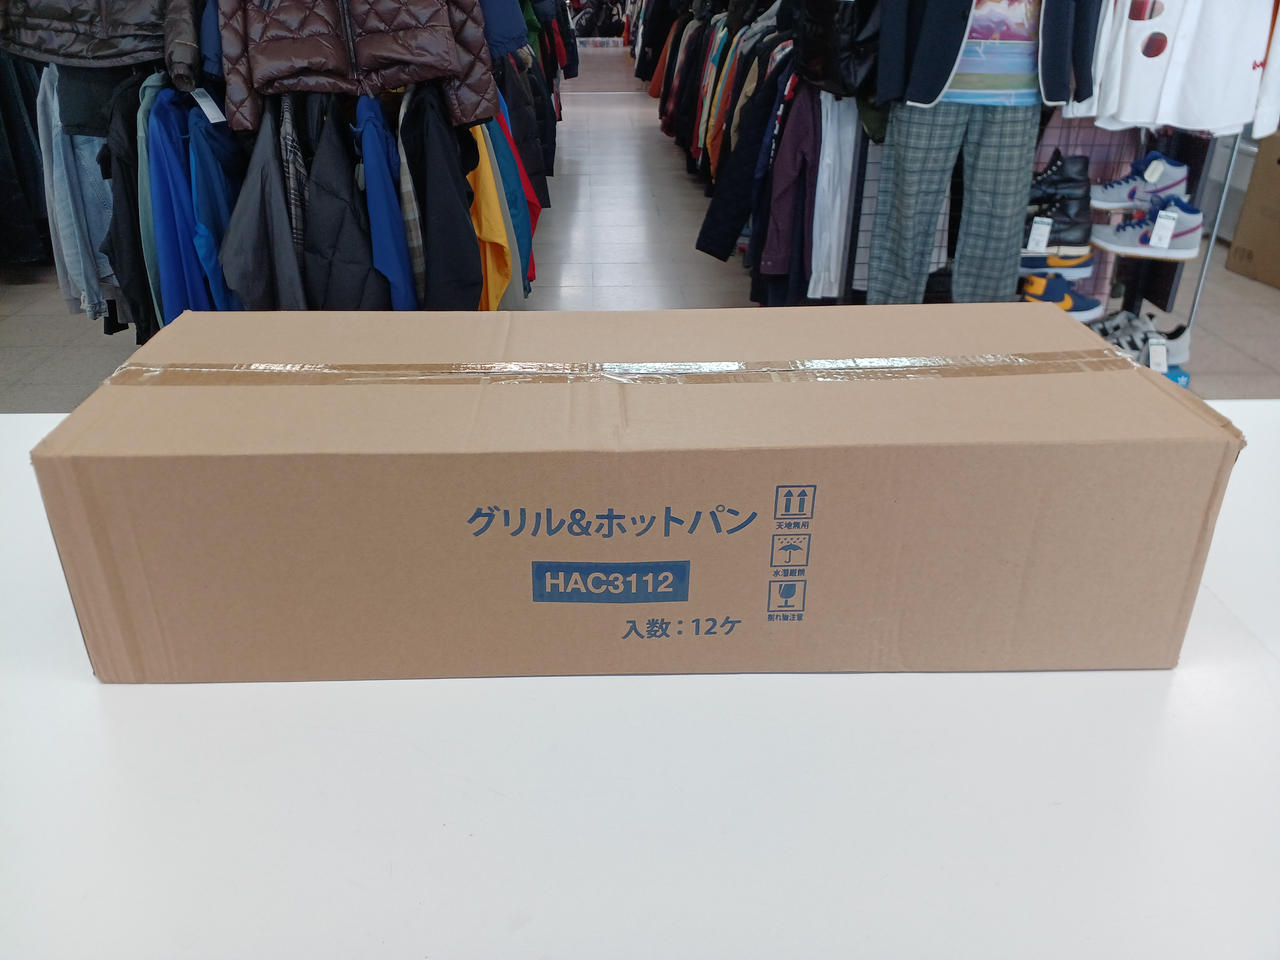 グリル&ホットパン
HAC3112
入数：12ケ
天地無用
水濡厳禁
割れ物注意